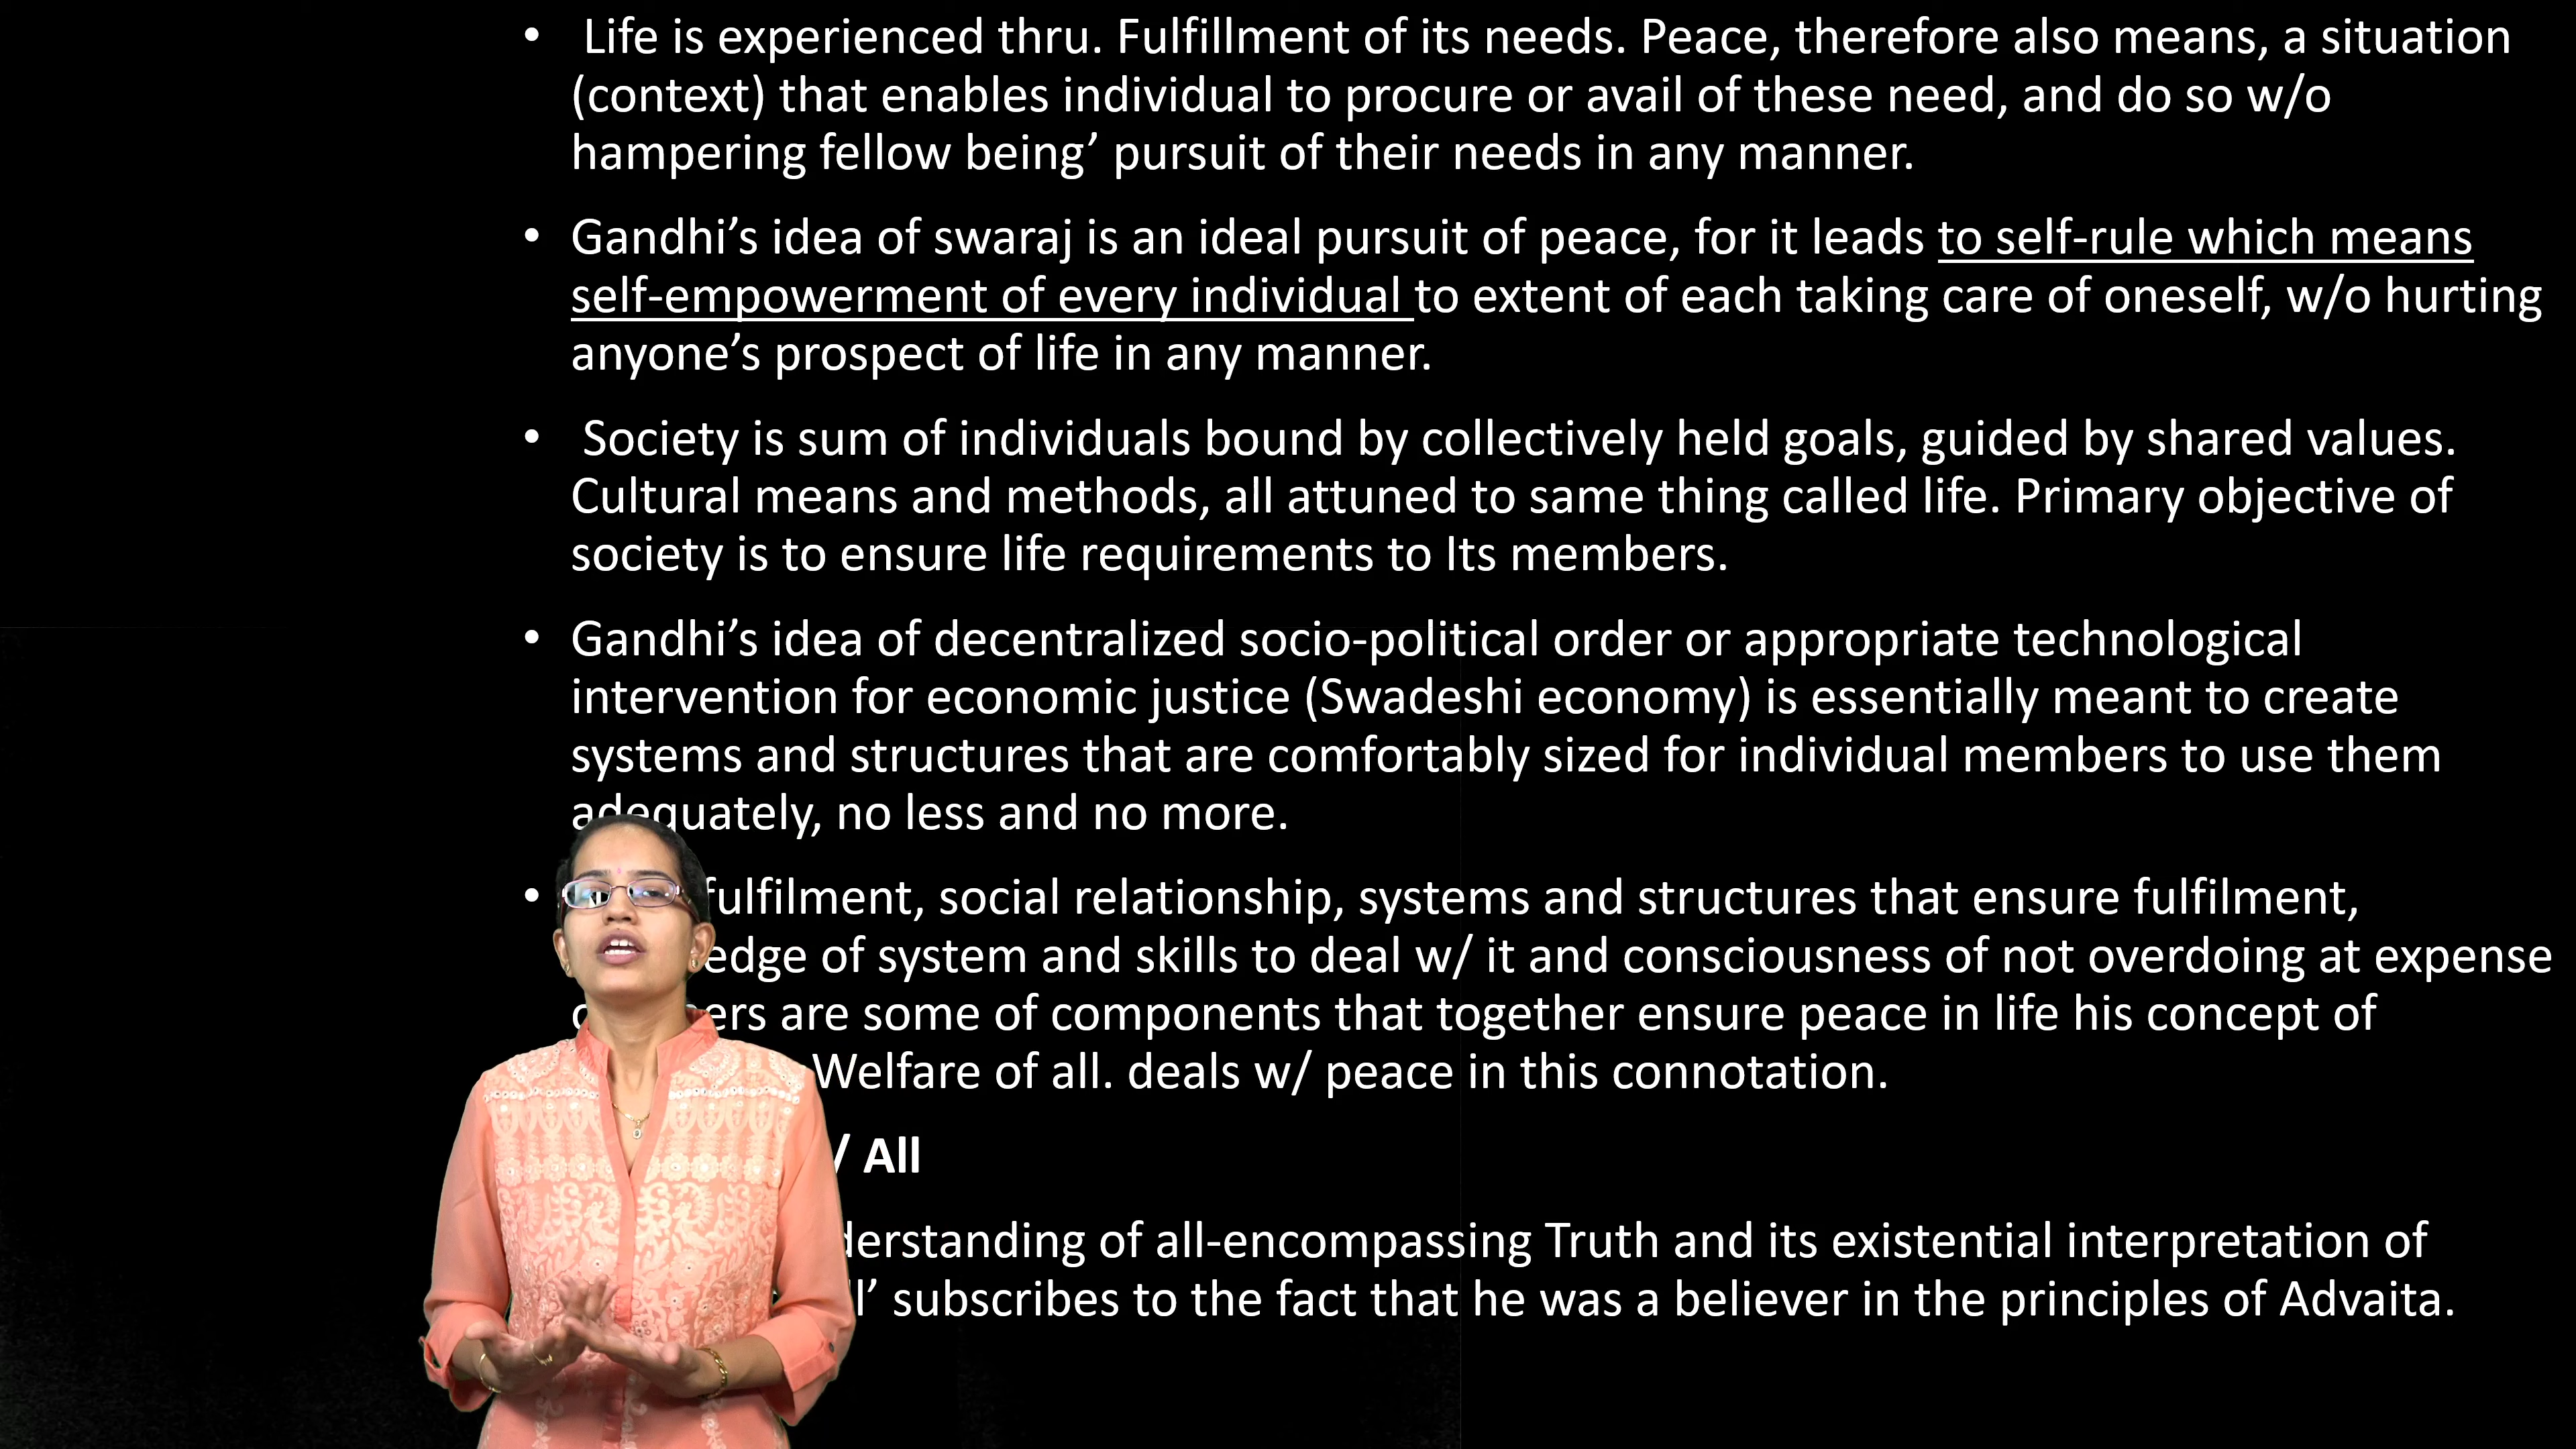 • Life is experienced thru. Fulfillment of its needs. Peace, therefore also means, a situation
(context) that enables individual to procure or avail of these need, and do so w/o
hampering fellow being’ pursuit of their needs in any manner.
• Gandhi’s idea of swaraj is an ideal pursuit of peace, for it leads to self-rule which means
self-empowerment of every individual to extent of each taking care of oneself, w/o hurting
anyone’s prospect of life in any manner.
• Society is sum of individuals bound by collectively held goals, guided by shared values.
Cultural means and methods, all attuned to same thing called life. Primary objective of
society is to ensure life requirements to Its members.
• Gandhi’s idea of decentralized socio-political order or appropriate technological
intervention for economic justice (Swadeshi economy) is essentially meant to create
systems and structures that are comfortably sized for individual members to use them
adequately, no less and no more.
• fulfilment, social relationship, systems and structures that ensure fulfilment,
of system and skills to deal w/ it and consciousness of not overdoing at expense
are some of components that together ensure peace in life his concept of
Welfare of all. deals w/ peace in this connotation.
/ All
of all-encompassing Truth and its existential interpretation of
subscribes to the fact that he was a believer in the principles of Advaita.